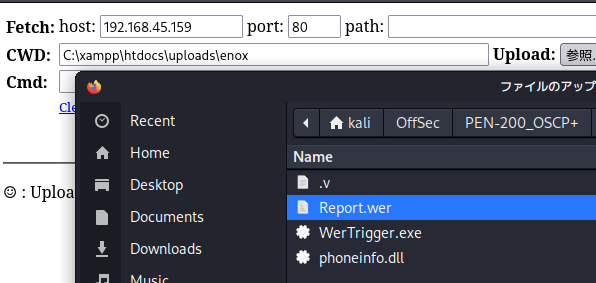 Fetch: host: 192.168.45.159 port: 80 path:
CWD: C:\xampp\htdocs\uploads\enox Upload: 参照.
Cmd:
Cle
ファイルのアップ
Recent
Home
Desktop
Documents
Downloads
Music
kali OffSec PEN-200_OSCP+
Name
.v
Report.wer
WerTrigger.exe
phoneinfo.dll
☺ : Uploa